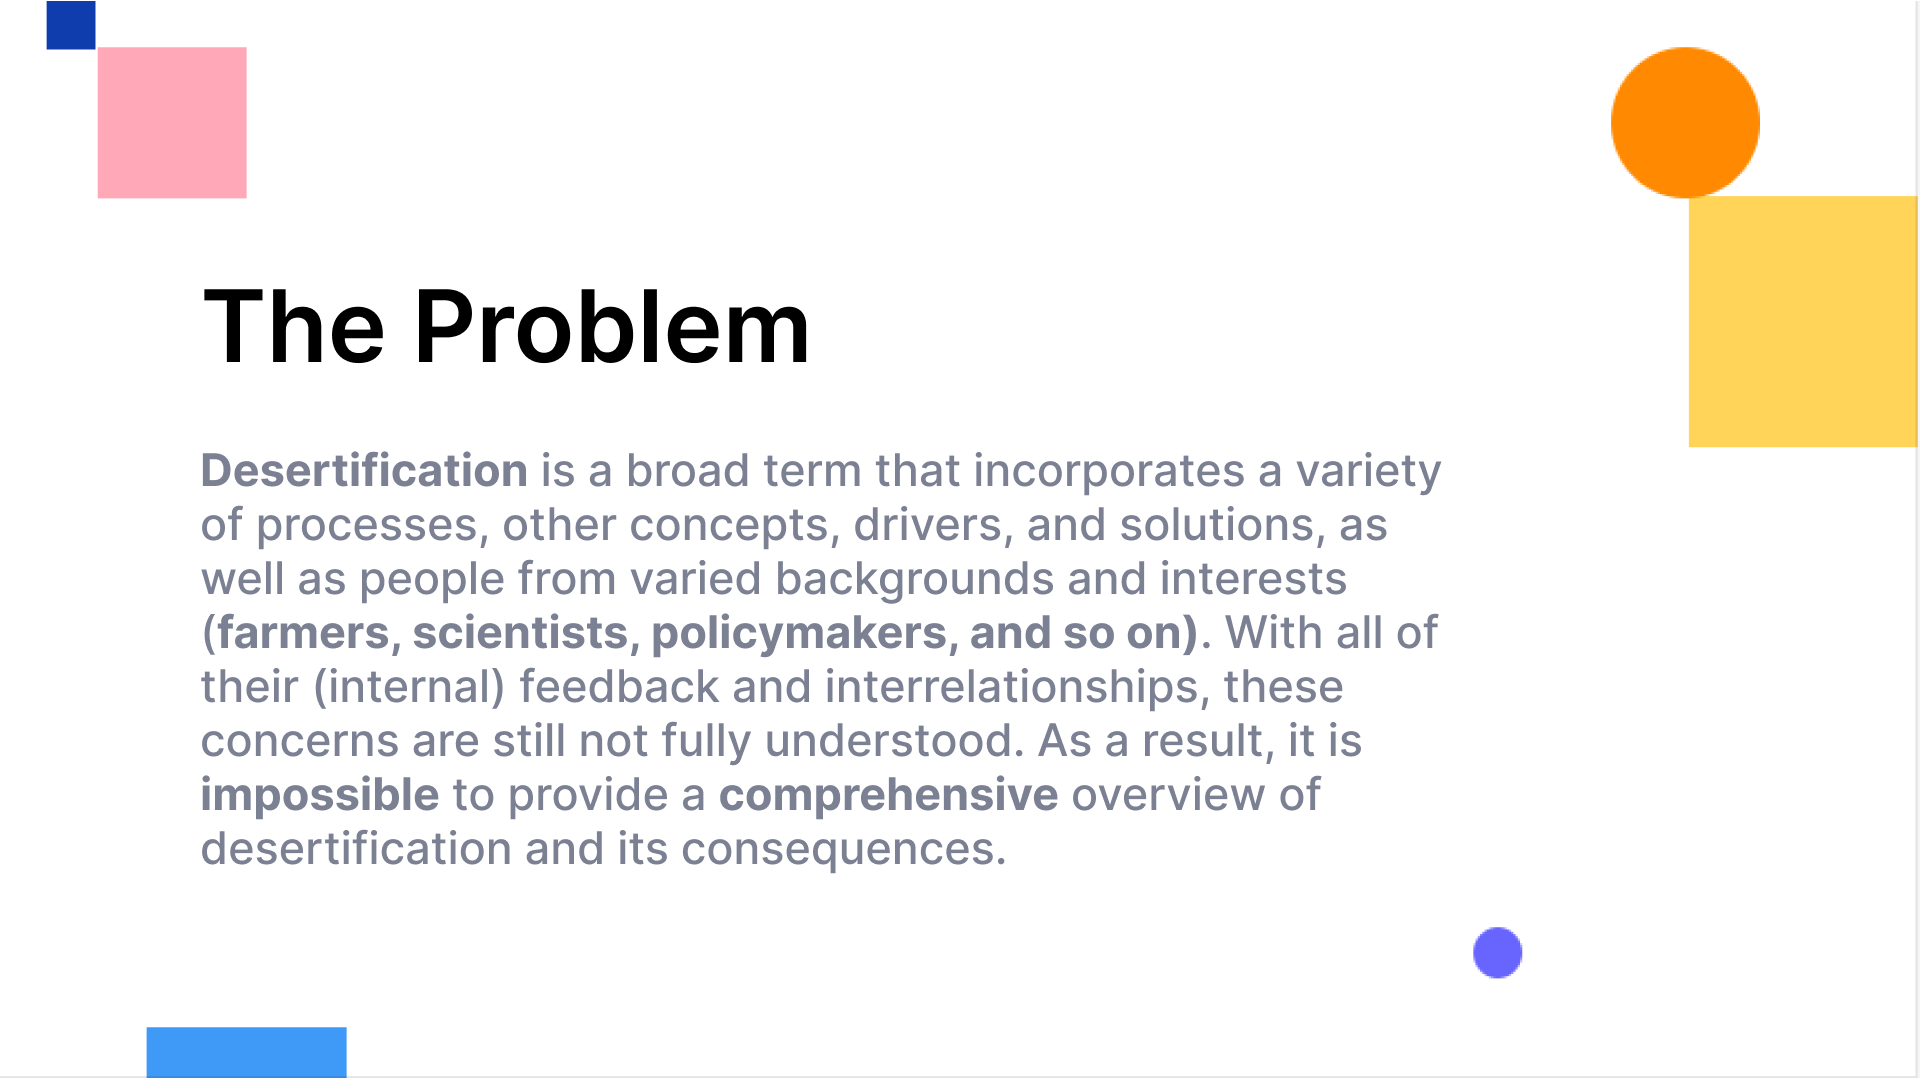 The Problem
Desertification is a broad term that incorporates a variety
of processes, other concepts, drivers, and solutions, as
well as people from varied backgrounds and interests
(farmers, scientists, policymakers, and so on). With all of
their (internal) feedback and interrelationships, these
concerns are still not fully understood. As a result, it is
impossible to provide a comprehensive overview of
desertification and its consequences.